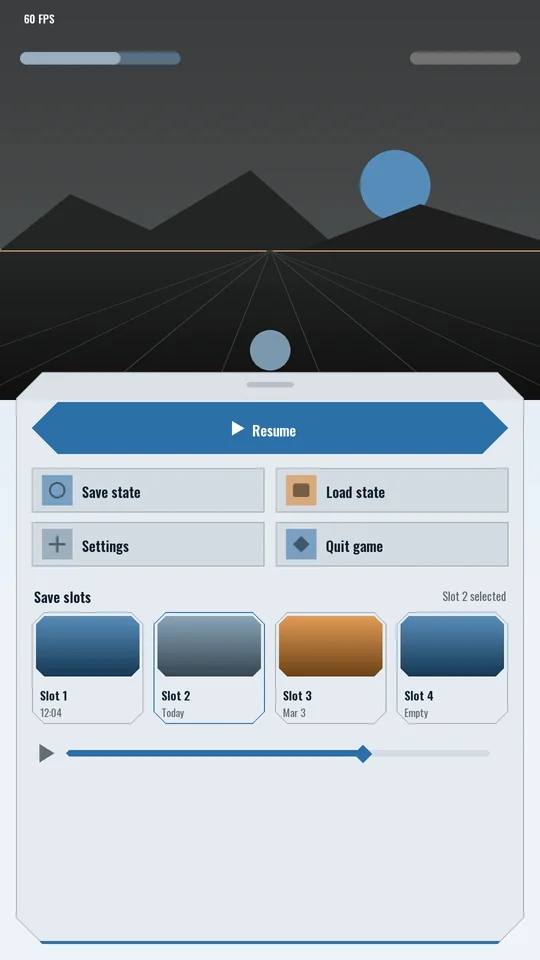 60 FPS
Resume
Save state
Load state
Settings
Quit game
Save slots
Slot 2 selected
Slot 1
12:04
Slot 2
Today
Slot 3
Mar 3
Slot 4
Empty